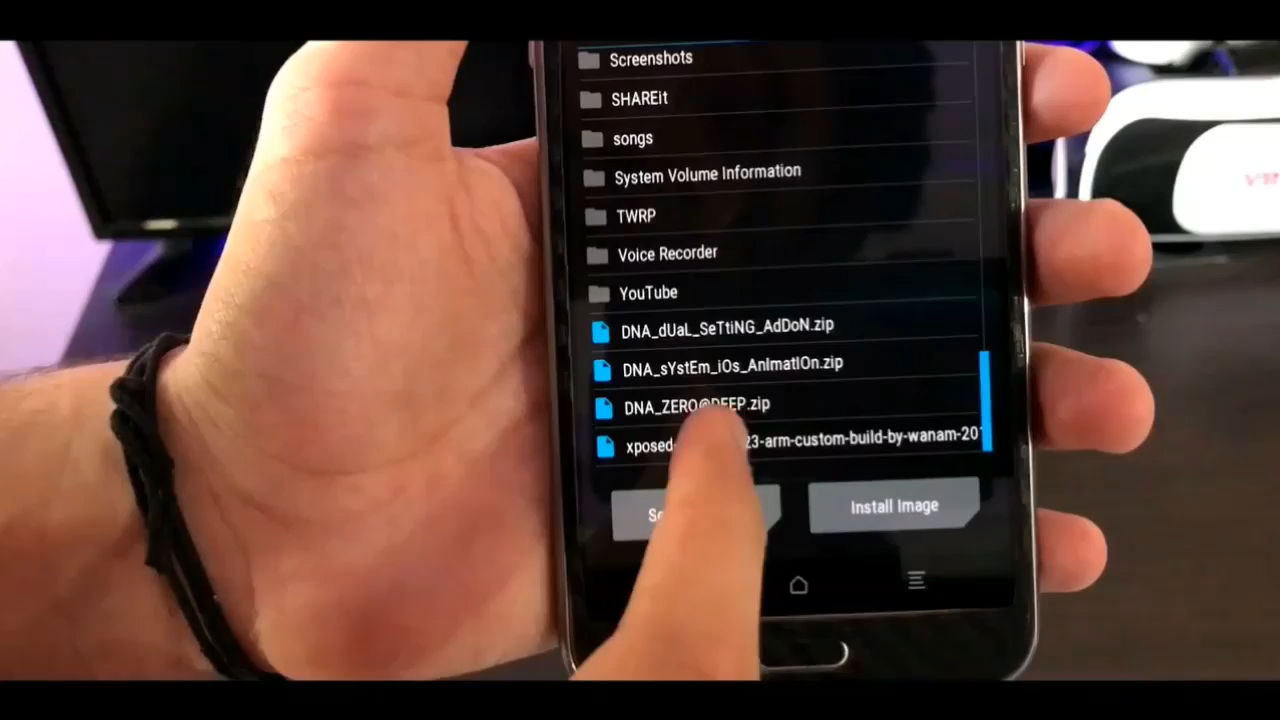 Screenshots
SHAREit
songs
System Volume Information
TWRP
Voice Recorder
YouTube
DNA_dUaL_SeTtiNG_AdDoN.zip
DNA_sYstEm_iOs_AnImatIOn.zip
DNA_ZERO@DEEP.zip
xposed- 23-arm-custom-build-by-wanam-20
Install Image